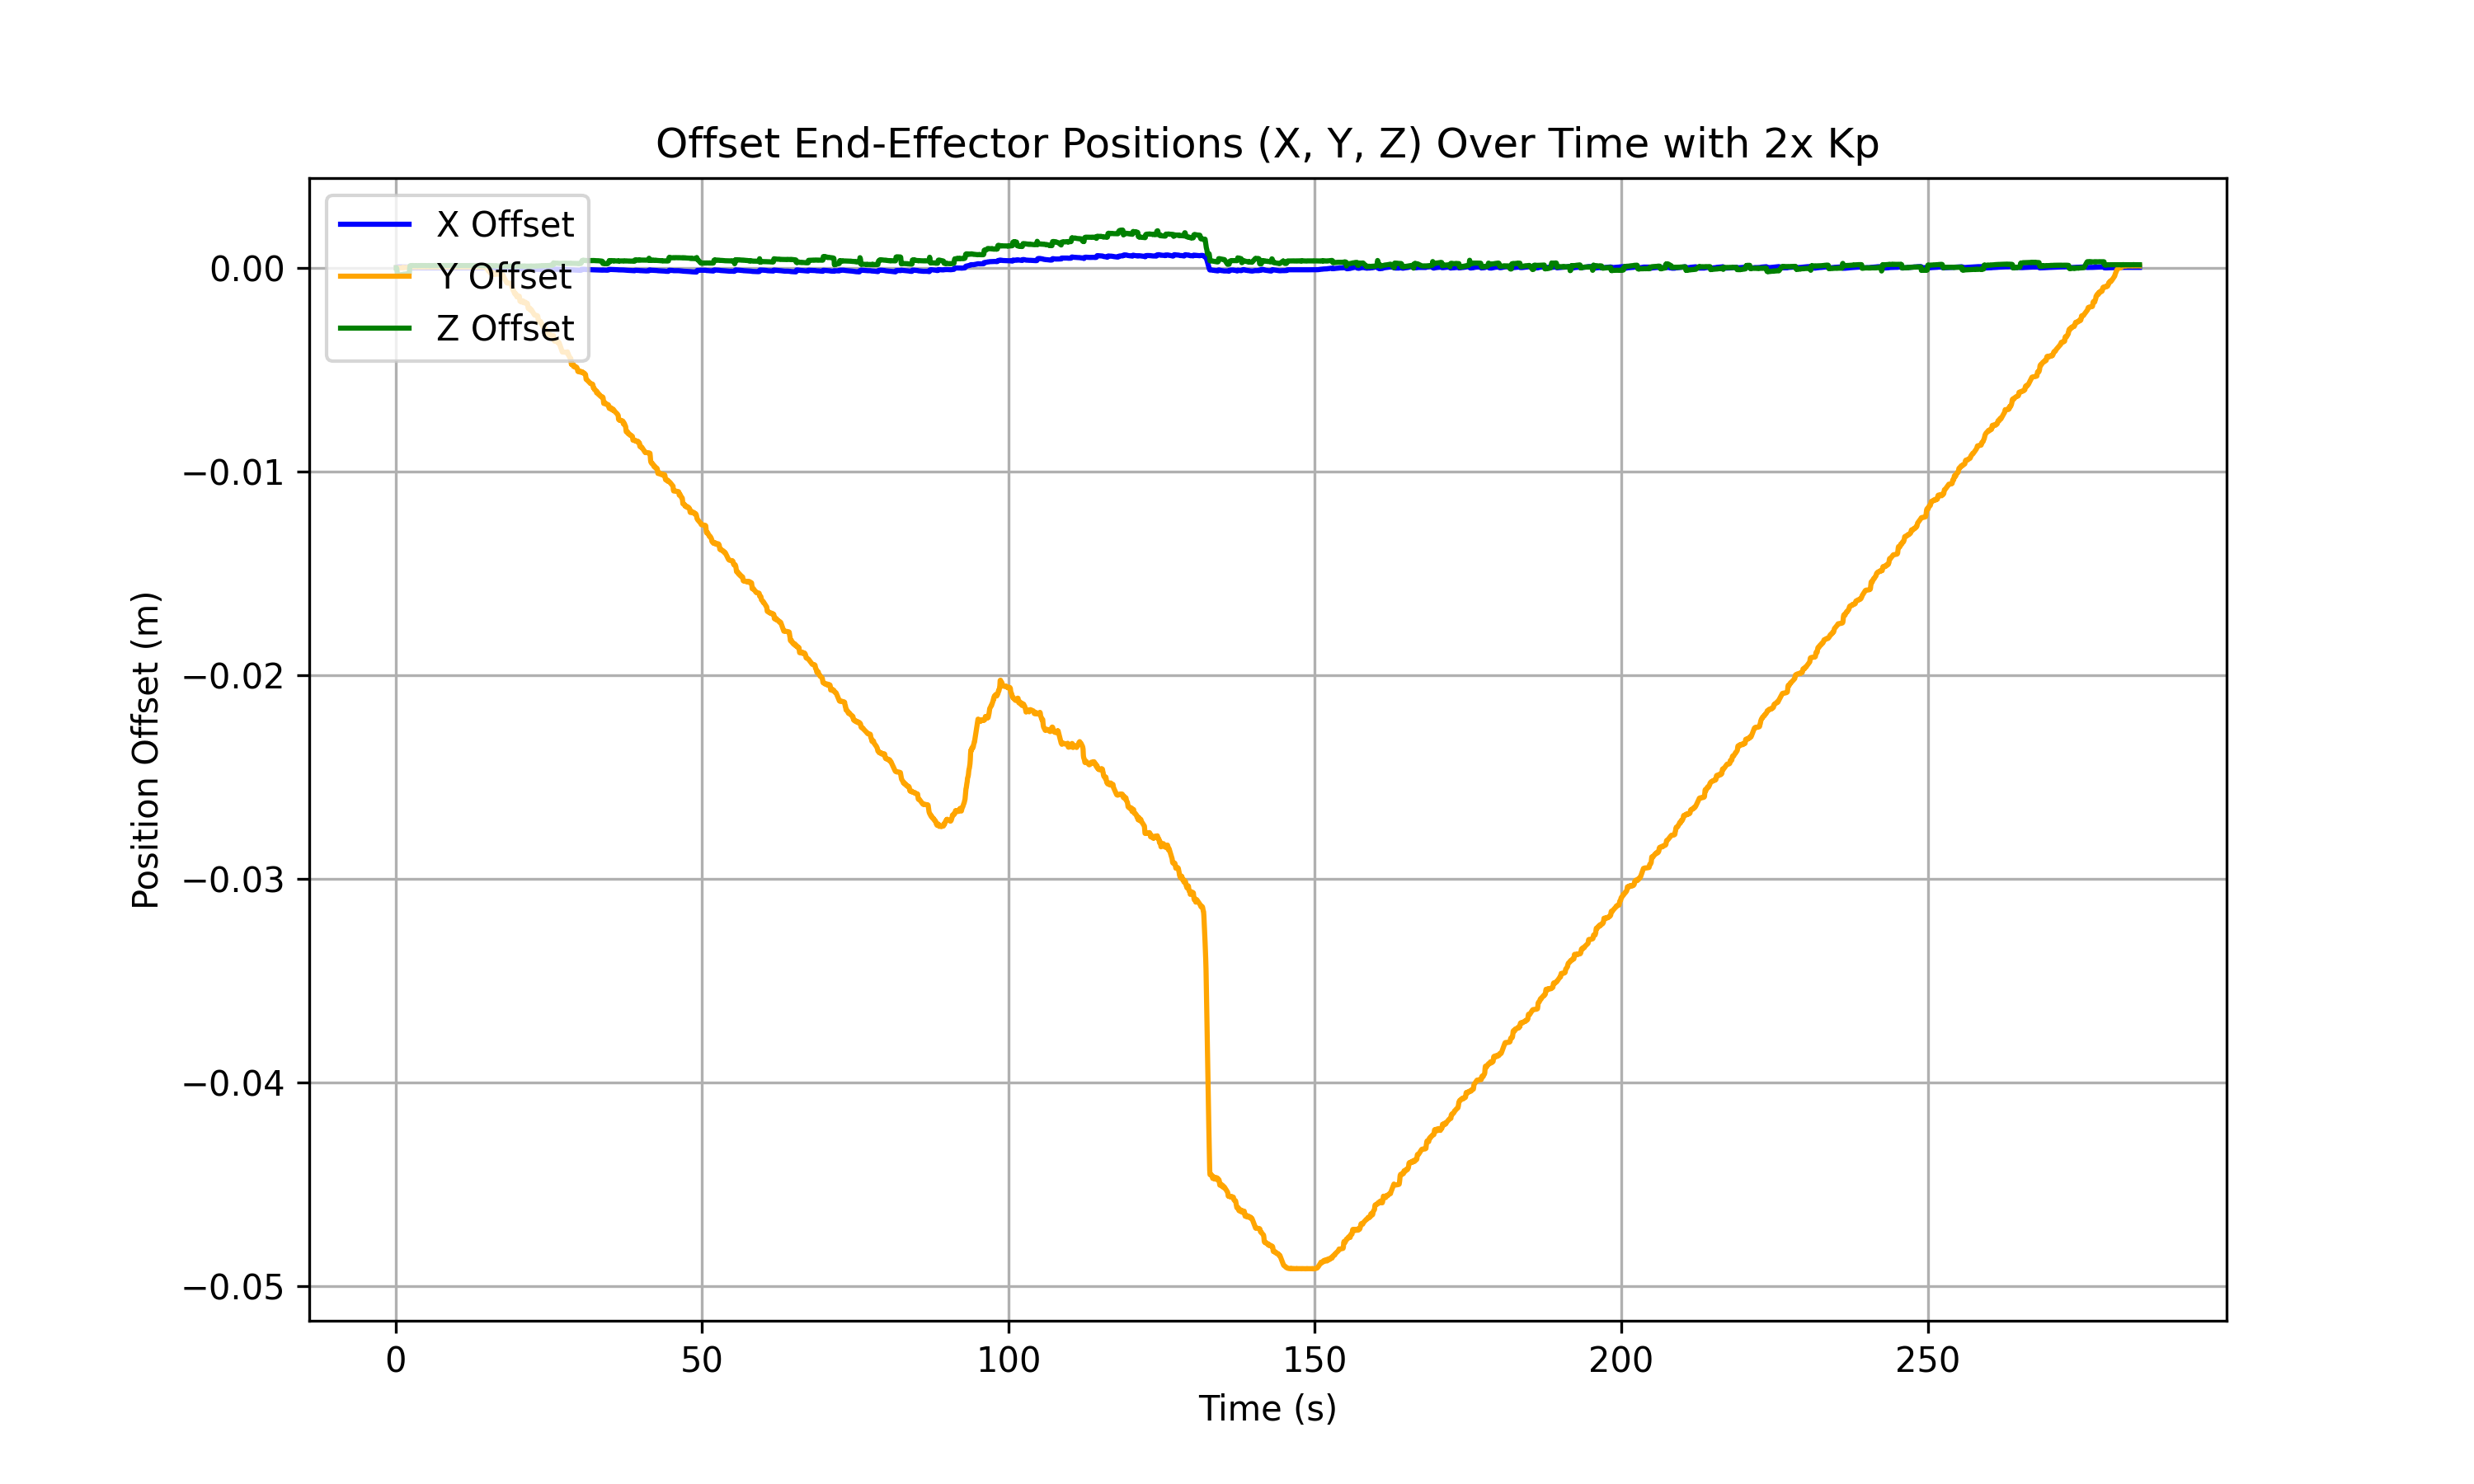 Offset End-Effector Positions (X, Y, Z) Over Time with 2x Kp
X Offset
Y Offset
Z Offset
0.00
−0.01
−0.02
−0.03
−0.04
−0.05
Position Offset (m)
0 50 100 150 200 250
Time (s)